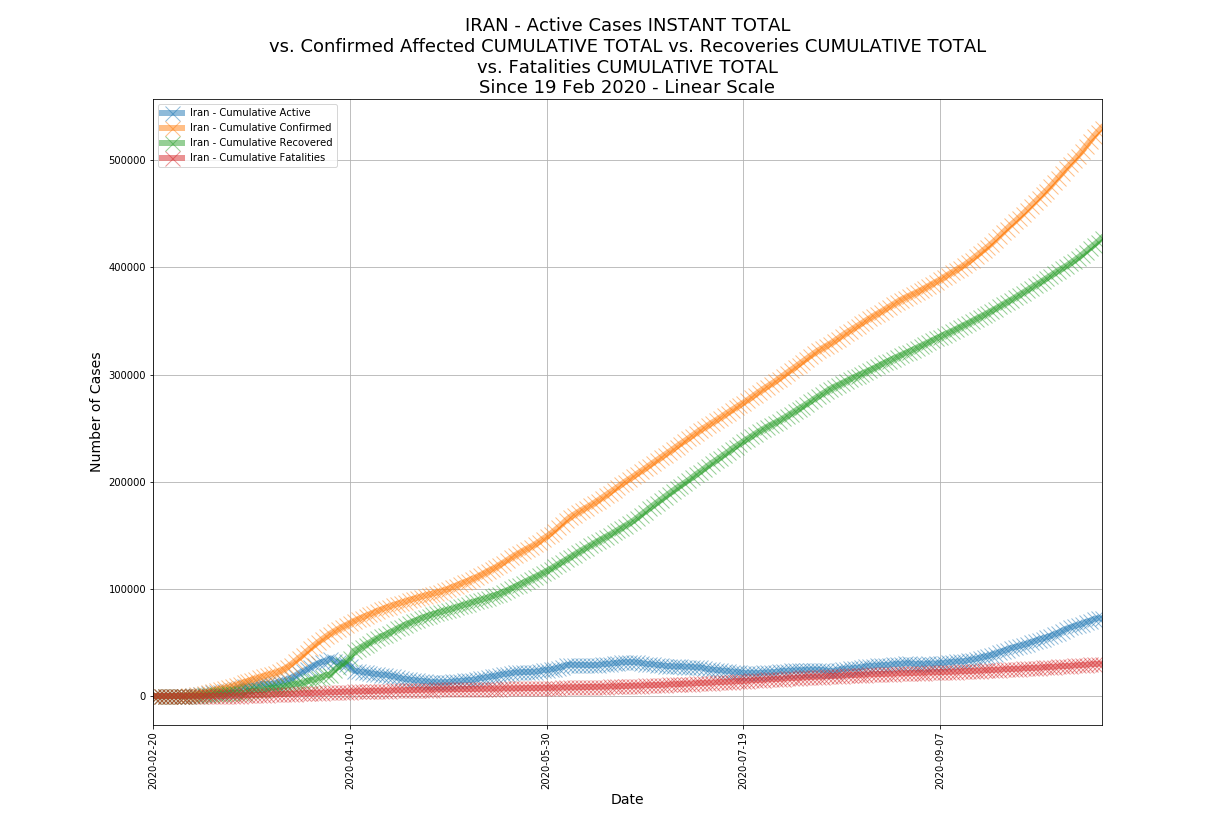 IRAN - Active Cases INSTANT TOTAL
vs. Confirmed Affected CUMULATIVE TOTAL vs. Recoveries CUMULATIVE TOTAL
vs. Fatalities CUMULATIVE TOTAL
Since 19 Feb 2020 - Linear Scale
Iran - Cumulative Active
Iran - Cumulative Confirmed
Iran - Cumulative Recovered
Iran - Cumulative Fatalities
Number of Cases
500000
400000
300000
200000
100000
0
2020-02-20
2020-04-10
2020-05-30
2020-07-19
2020-09-07
Date